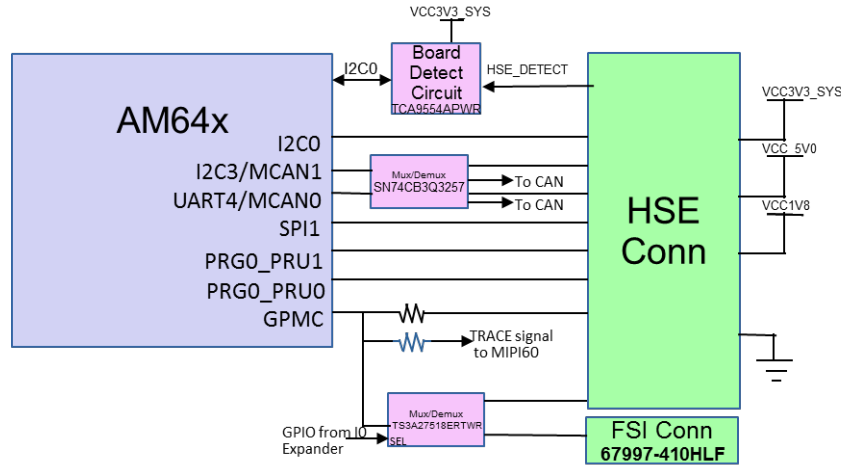 VCC3V3_SYS
Board
Detect
Circuit
TCA9554APWR
I2C0
HSE_DETECT
AM64x
I2C0
I2C3/MCAN1
UART4/MCAN0
SPI1
PRG0_PRU1
PRG0_PRU0
GPMC
Mux/Demux
SN74CB3Q3257
To CAN
To CAN
HSE
Conn
VCC3V3_SYS
VCC_5V0
VCC1V8
TRACE signal
to MIPI60
Mux/Demux
TS3A27518ERTWR
SEL
GPIO from IO
Expander
FSI Conn
67997-410HLF